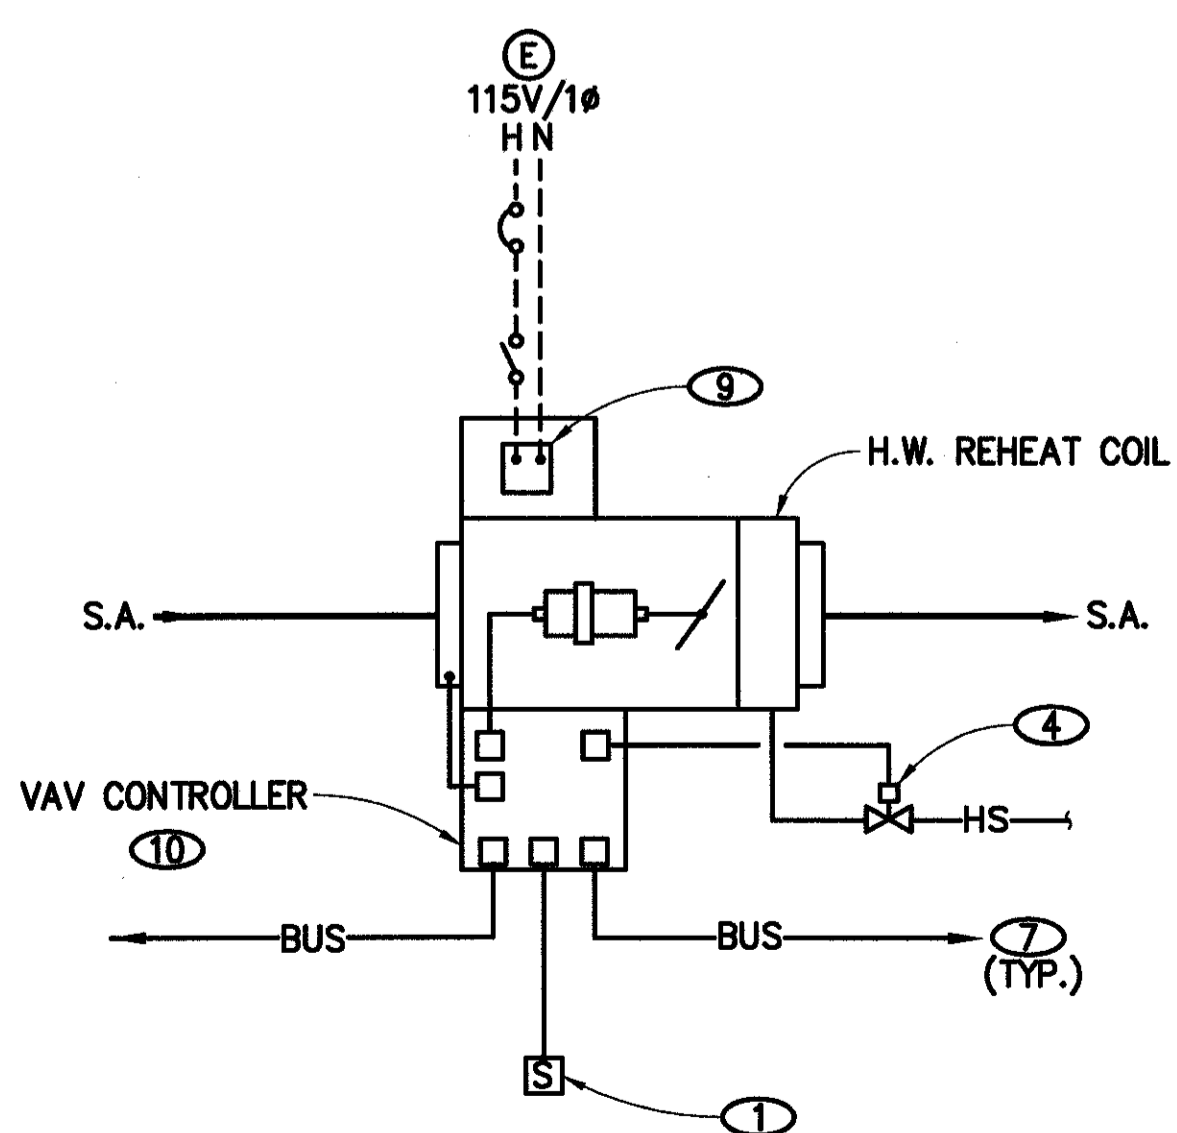 E
115V/1ø
H N
9
H.W. REHEAT COIL
S.A.
S.A.
4
VAV CONTROLLER
10
HS
BUS
BUS
7
(TYP.)
S
1